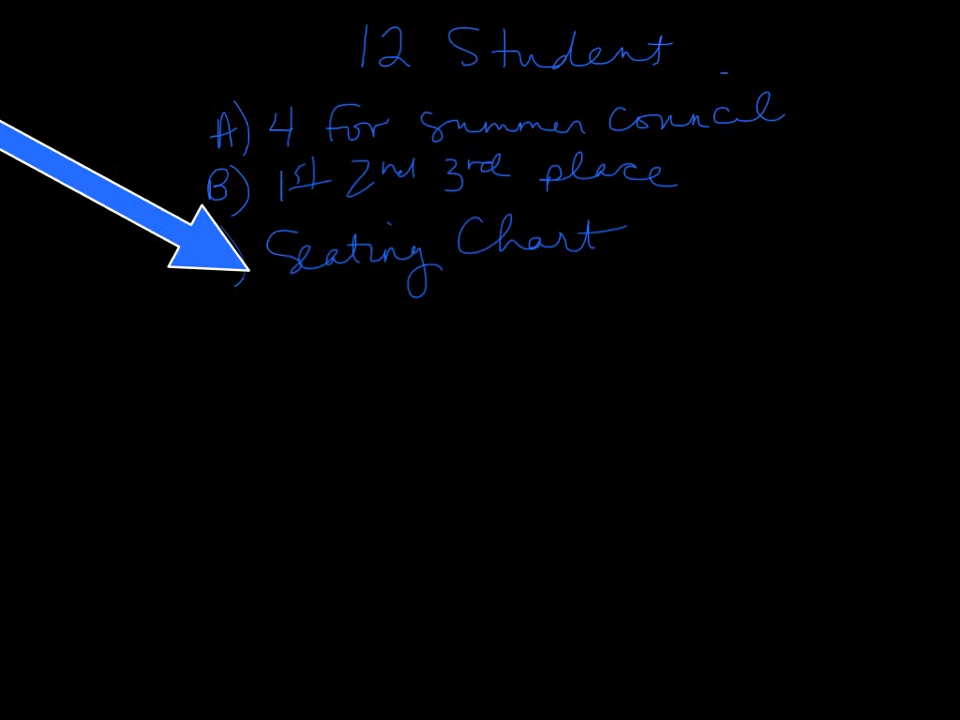 12 Student
A) 4 for summer council
B) 1st 2nd 3rd place
) Seating Chart